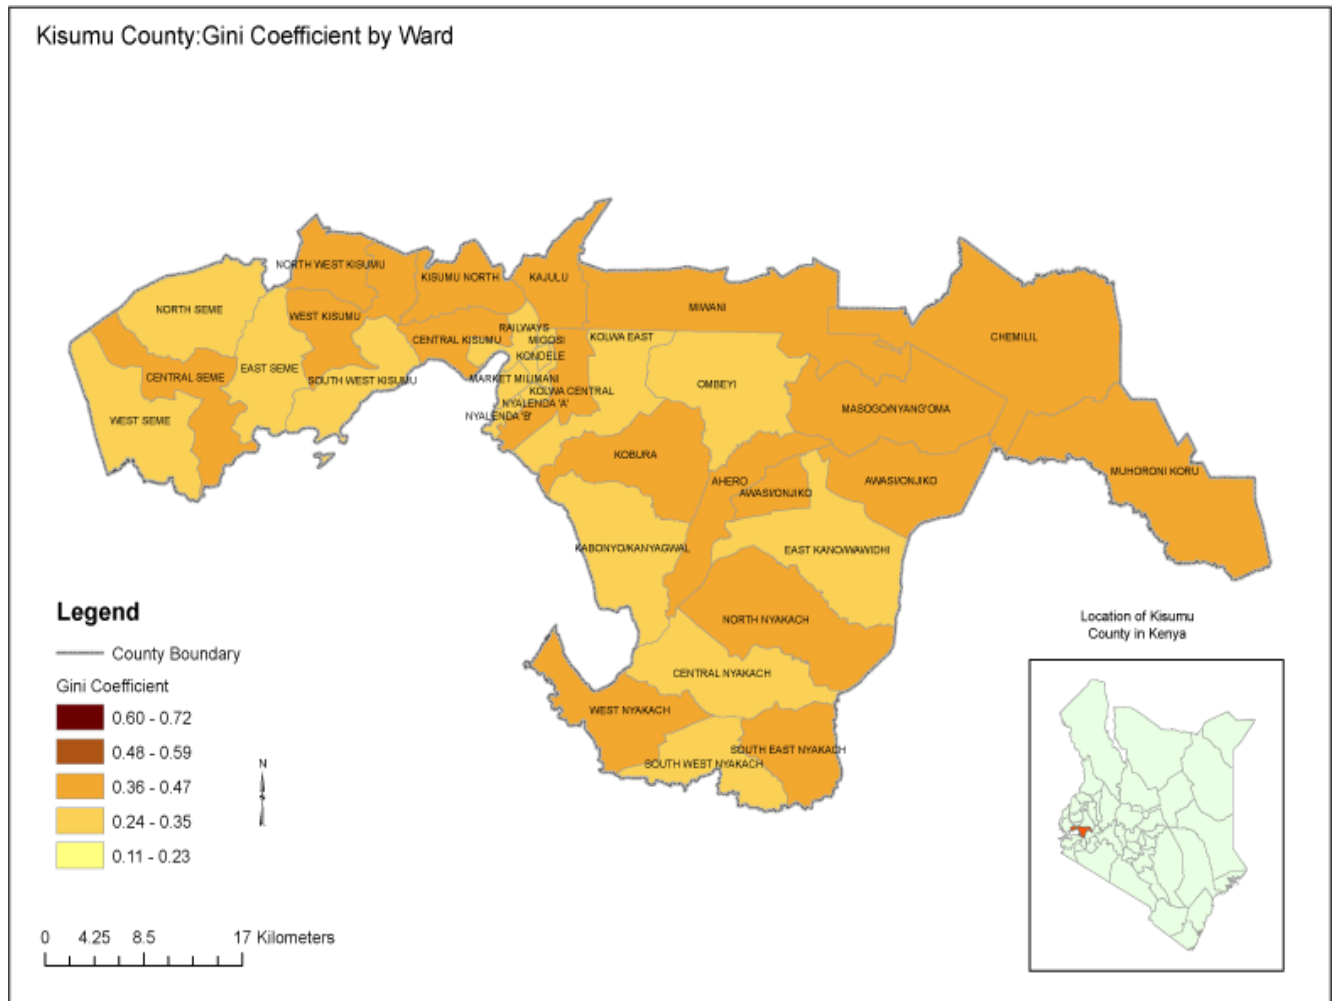 Kisumu County:Gini Coefficient by Ward
NORTH WEST KISUMU
KISUMU NORTH
KAJULU
NORTH SEME
WEST KISUMU
MIWANI
RAILWAYS
CENTRAL KISUMU
MIGOSI
KOLWA EAST
CHEMILIL
KONDELE
EAST SEME
CENTRAL SEME
SOUTH WEST KISUMU
MARKET MILIMANI
OMBEYI
KOLWA CENTRAL
NYALENDA 'A'
NYALENDA 'B'
MASOGO/NYANG'OMA
WEST SEME
KOBURA
MUHORONI KORU
AHERO
AWASI/ONJIKO
AWASI/ONJIKO
KABONYO/KANYAGWAL
EAST KANO/WAWIDHI
NORTH NYAKACH
CENTRAL NYAKACH
WEST NYAKACH
SOUTH EAST NYAKACH
SOUTH WEST NYAKACH
Legend
County Boundary
Gini Coefficient
0.60 - 0.72
0.48 - 0.59
0.36 - 0.47
0.24 - 0.35
0.11 - 0.23
N
0 4.25 8.5 17 Kilometers
Location of Kisumu
County in Kenya